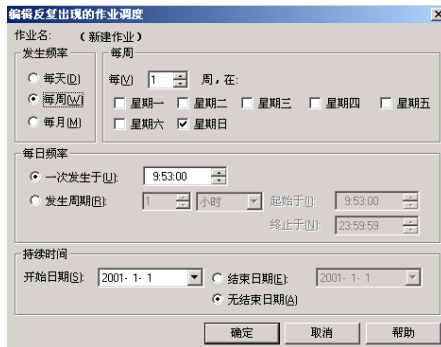 编辑反复出现的作业调度
作业名: (新建作业)
发生频率
每天(D)
每周(W)
每月(M)
每周
每(V) 1 周,在:
星期一 星期二 星期三 星期四 星期五
星期六 星期日
每日频率
一次发生于(U): 9:53:00
发生周期(R): 1 小时 起始于(I): 9:53:00
终止于(N): 23:59:59
持续时间
开始日期(S): 2001- 1- 1 结束日期(E): 2001- 1- 1
无结束日期(A)
确定 取消 帮助